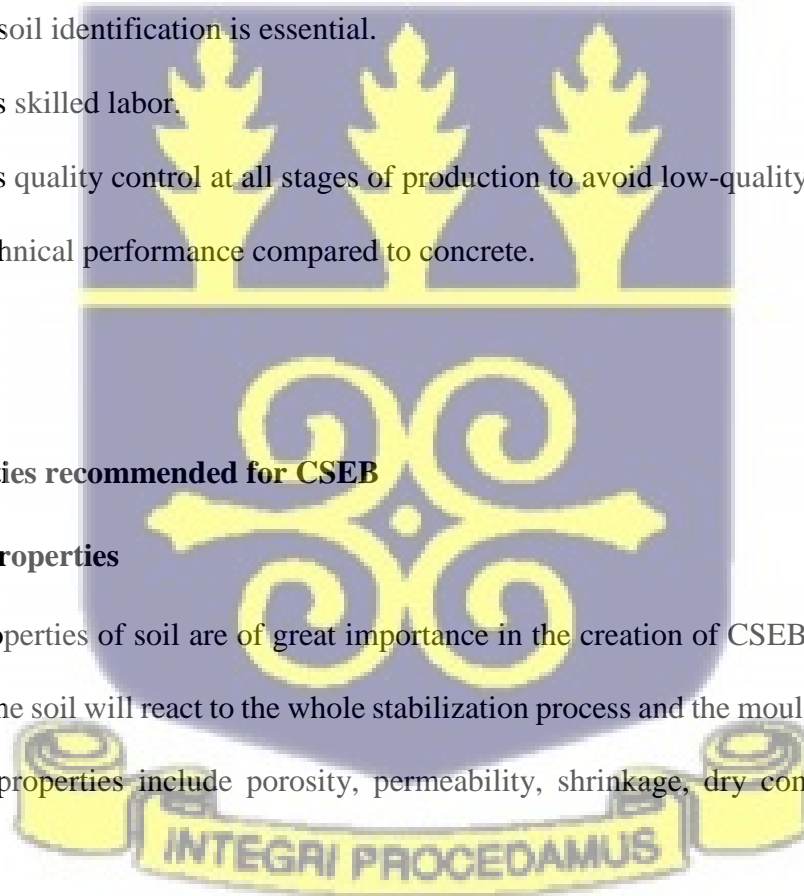 soil identification is essential.
s skilled labor.
s quality control at all stages of production to avoid low-quality
hnical performance compared to concrete.
ties recommended for CSEB
roperties
operties of soil are of great importance in the creation of CSEB
he soil will react to the whole stabilization process and the moul
properties include porosity, permeability, shrinkage, dry con
INTEGRI PROCEDAMUS